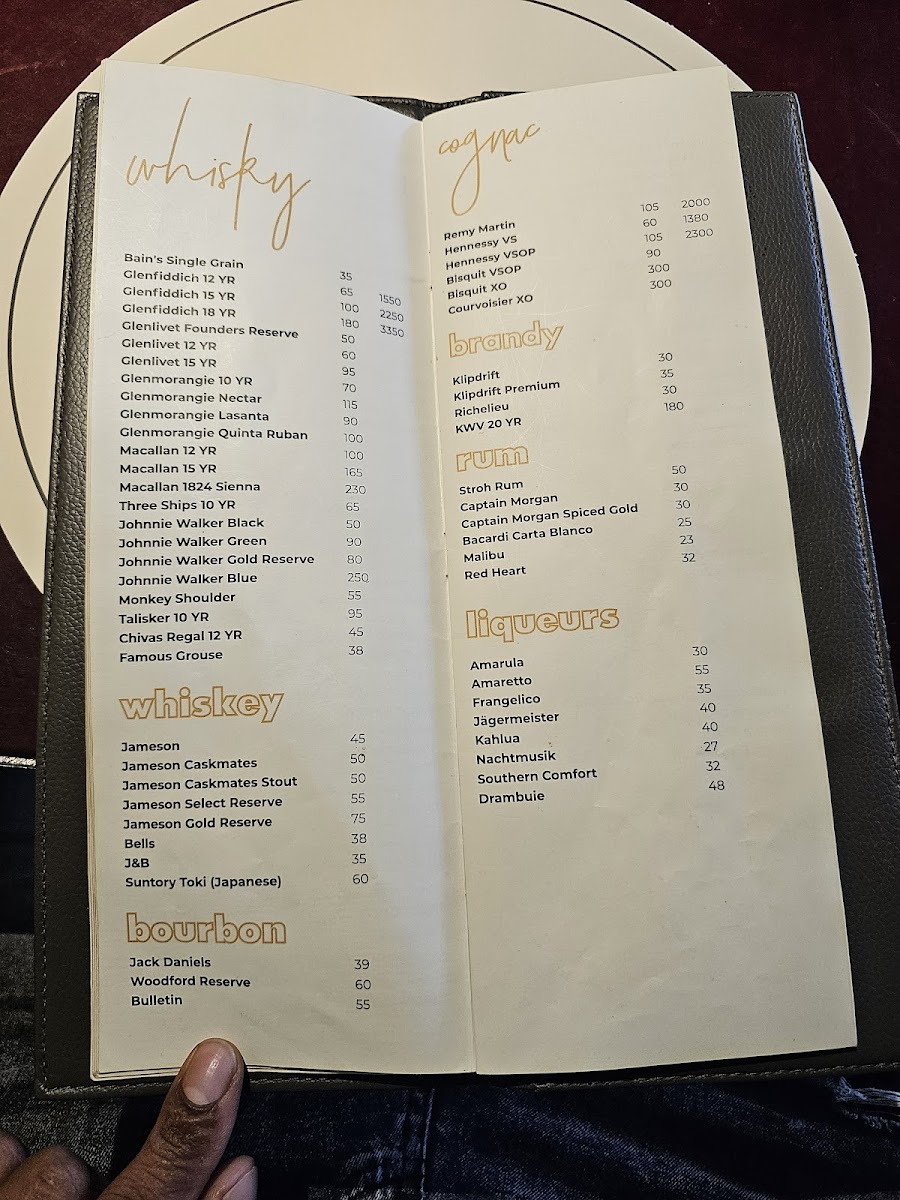 whisky
Bain's Single Grain 35
Glenfiddich 12 YR 65 1550
Glenfiddich 15 YR 100 2250
Glenfiddich 18 YR 180 3350
Glenlivet Founders Reserve 50
Glenlivet 12 YR 60
Glenlivet 15 YR 95
Glenmorangie 10 YR 70
Glenmorangie Nectar 115
Glenmorangie Lasanta 90
Glenmorangie Quinta Ruban 100
Macallan 12 YR 100
Macallan 15 YR 165
Macallan 1824 Sienna 230
Three Ships 10 YR 65
Johnnie Walker Black 50
Johnnie Walker Green 90
Johnnie Walker Gold Reserve 80
Johnnie Walker Blue 250
Monkey Shoulder 55
Talisker 10 YR 95
Chivas Regal 12 YR 45
Famous Grouse 38
whiskey
Jameson 45
Jameson Caskmates 50
Jameson Caskmates Stout 50
Jameson Select Reserve 55
Jameson Gold Reserve 75
Bells 38
J&B 35
Suntory Toki (Japanese) 60
bourbon
Jack Daniels 39
Woodford Reserve 60
Bulletin 55
cognac
Remy Martin 105 2000
Hennessy VS 60 1380
Hennessy VSOP 105 2300
Bisquit VSOP 90
Bisquit XO 300
Courvoisier XO 300
brandy
Klipdrift 30
Klipdrift Premium 35
Richelieu 30
KWV 20 YR 180
rum
Stroh Rum 50
Captain Morgan 30
Captain Morgan Spiced Gold 30
Bacardi Carta Blanco 25
Malibu 23
Red Heart 32
liqueurs
Amarula 30
Amaretto 55
Frangelico 35
Jägermeister 40
Kahlua 40
Nachtmusik 27
Southern Comfort 32
Drambuie 48